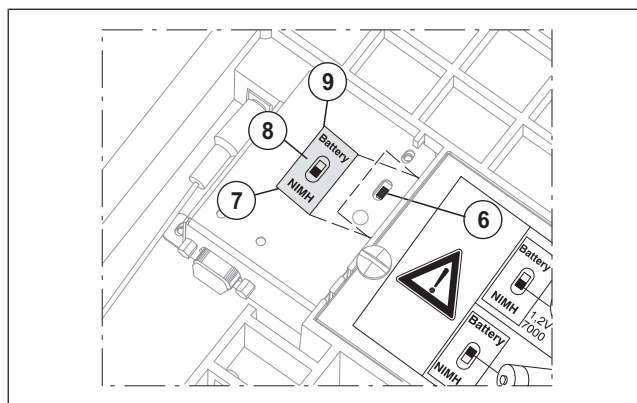 9
8
Battery
NIMH
7
6
Battery
NIMH
1,2V
7000
Battery
NIMH